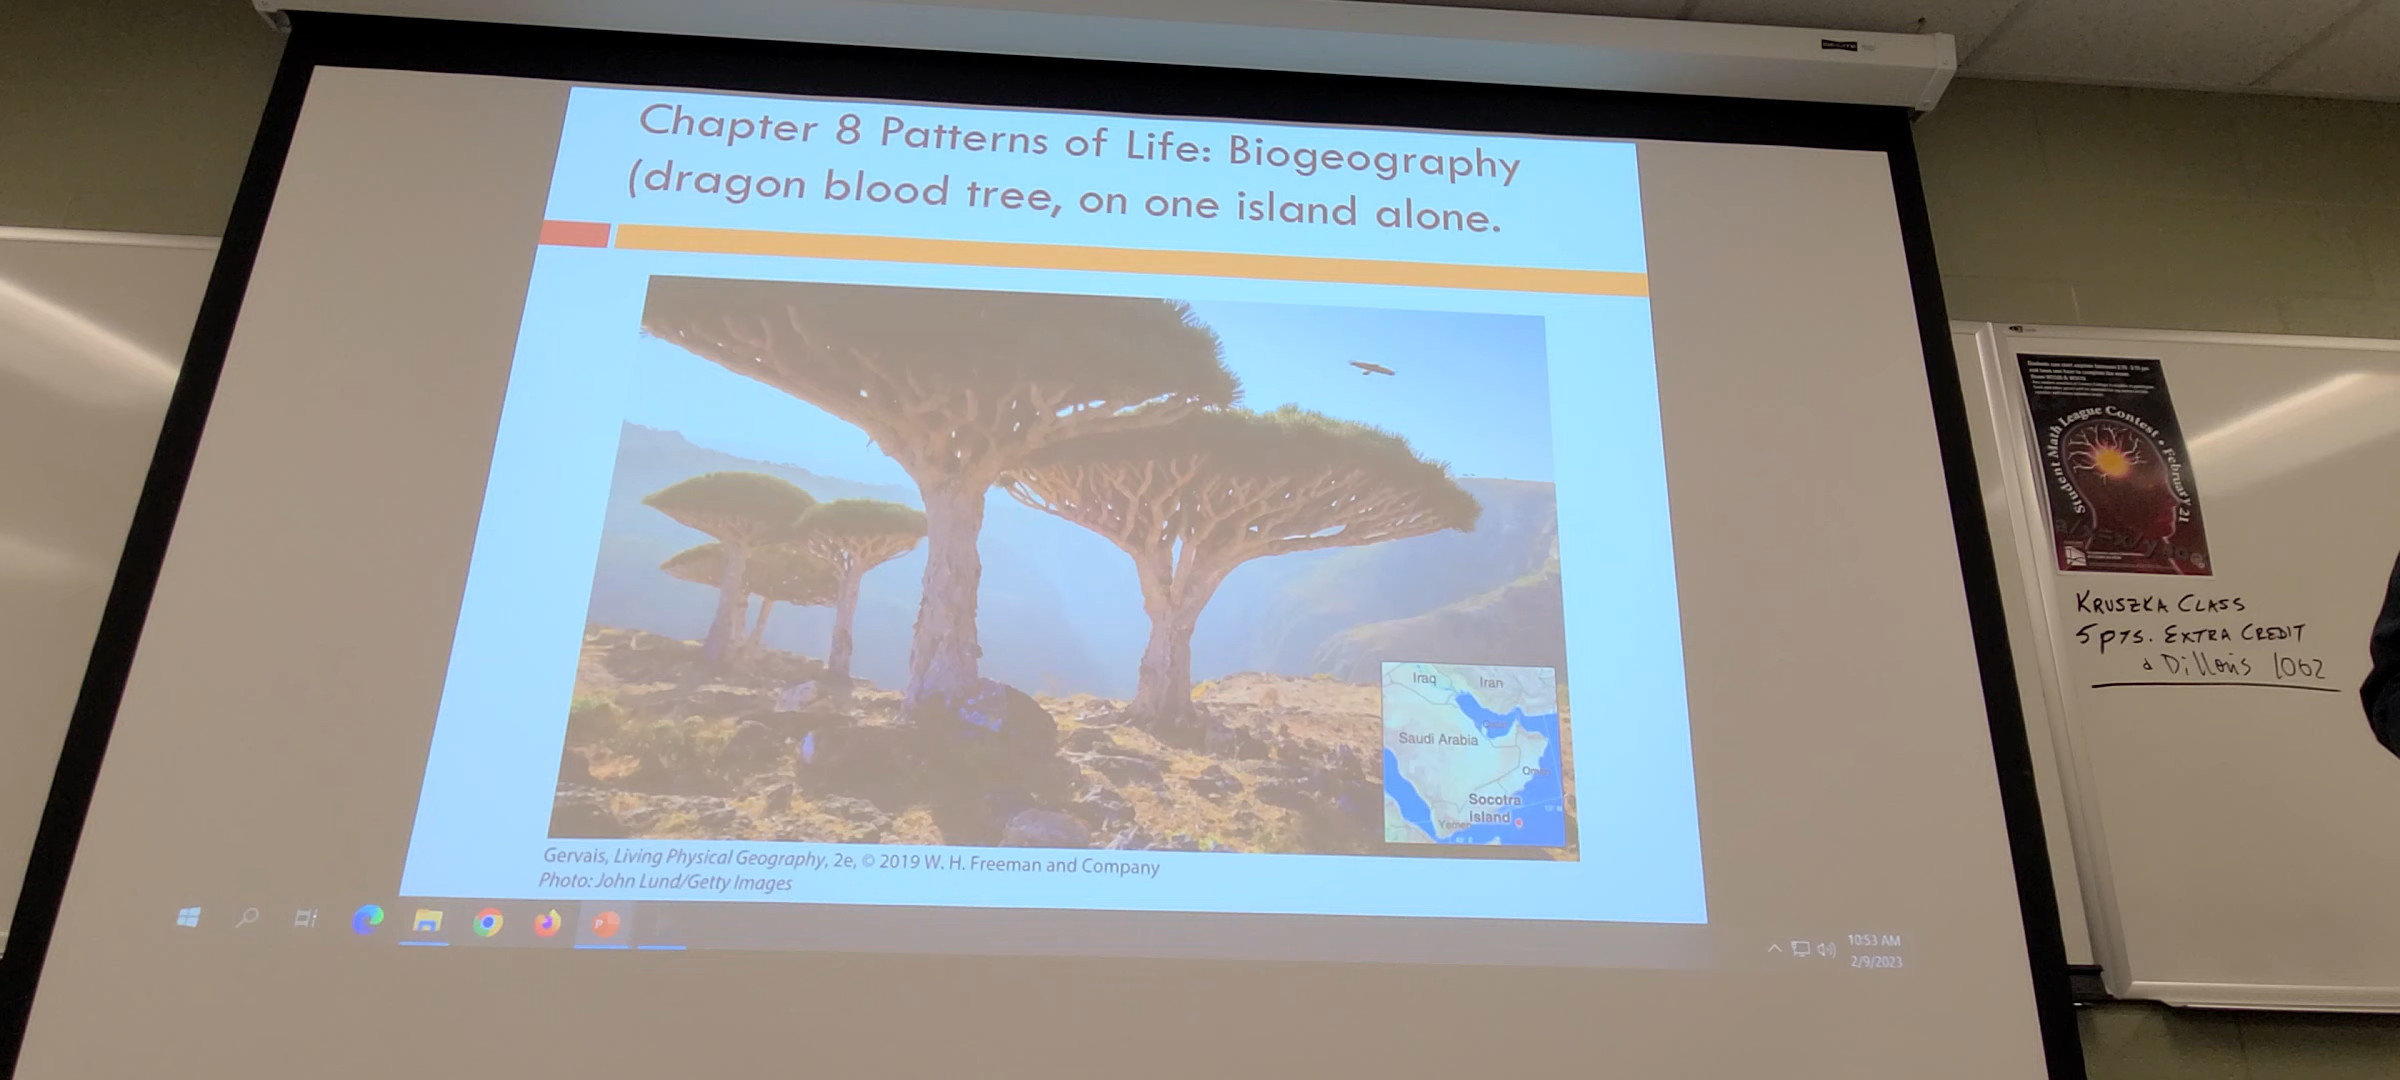 Chapter 8 Patterns of Life: Biogeography
(dragon blood tree, on one island alone.
Iraq
Iran
Saudi Arabia
Oman
Socotra
Island
Yemen
Gervais, Living Physical Geography, 2e, © 2019 W. H. Freeman and Company
Photo: John Lund/Getty Images
10:53 AM
2/9/2023
Student Math League Contest • February 21
KRUSZKA CLASS
5 PTS. EXTRA CREDIT
1062